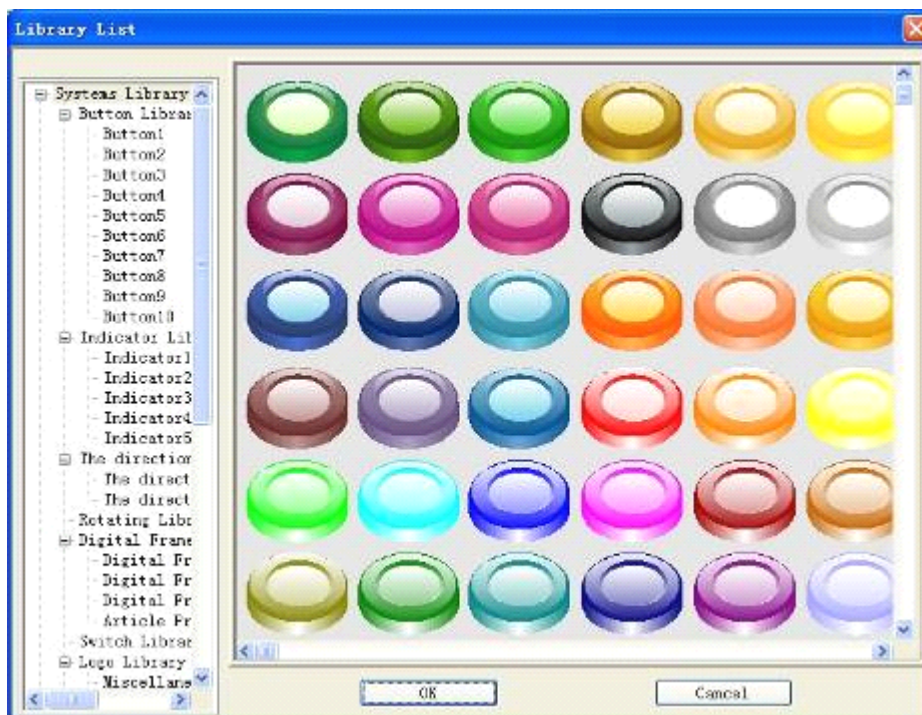 Library List
Systems Library
Button Librar
Button1
Button2
Button3
Button4
Button5
Button6
Button7
Button8
Button9
Button10
Indicator Lib
Indicator1
Indicator2
Indicator3
Indicator4
Indicator5
The direction
The direct
The direct
Rotating Libr
Digital Frame
Digital Fr
Digital Fr
Digital Fr
Article Fr
Switch Librar
Logo Library
Miscellane
OK
Cancel